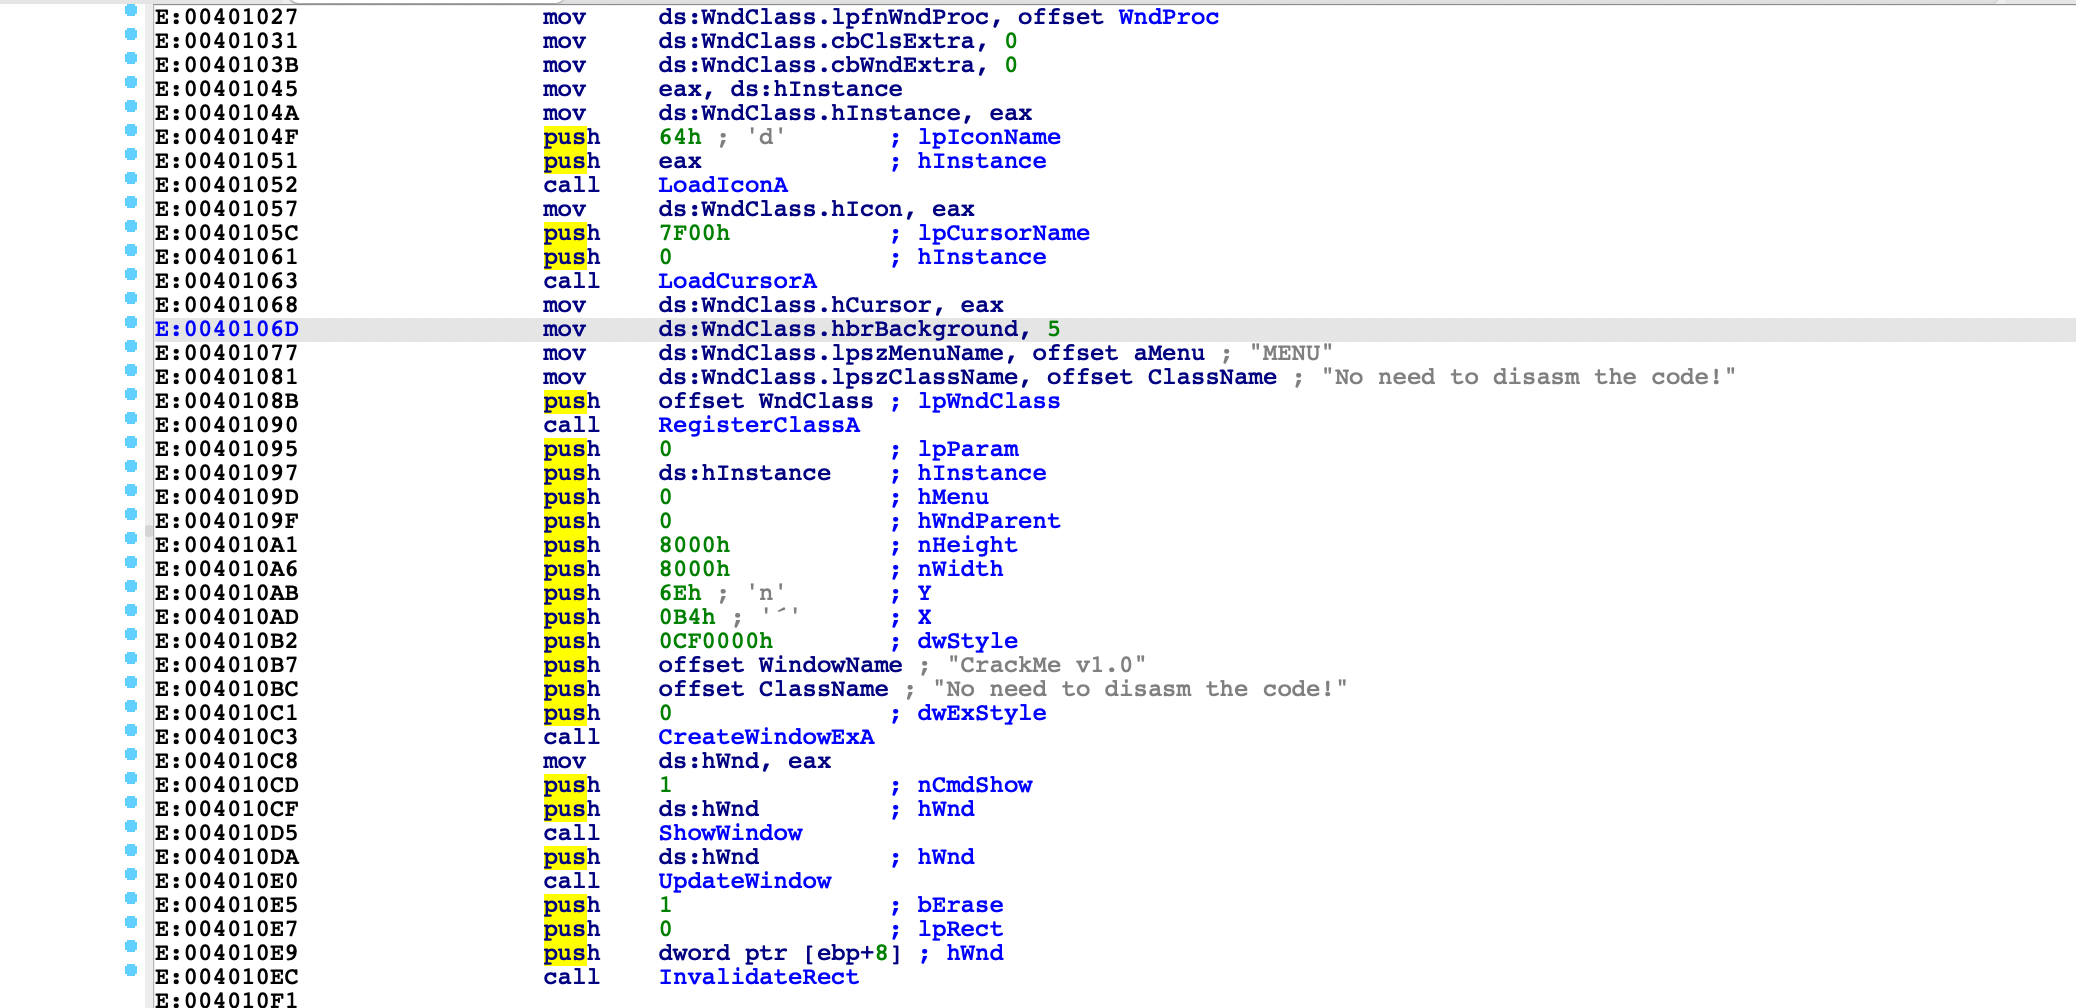 E:00401027 mov ds:WndClass.lpfnWndProc, offset WndProc
E:00401031 mov ds:WndClass.cbClsExtra, 0
E:0040103B mov ds:WndClass.cbWndExtra, 0
E:00401045 mov eax, ds:hInstance
E:0040104A mov ds:WndClass.hInstance, eax
E:0040104F push 64h ; 'd' ; lpIconName
E:00401051 push eax ; hInstance
E:00401052 call LoadIconA
E:00401057 mov ds:WndClass.hIcon, eax
E:0040105C push 7F00h ; lpCursorName
E:00401061 push 0 ; hInstance
E:00401063 call LoadCursorA
E:00401068 mov ds:WndClass.hCursor, eax
E:0040106D mov ds:WndClass.hbrBackground, 5
E:00401077 mov ds:WndClass.lpszMenuName, offset aMenu ; "MENU"
E:00401081 mov ds:WndClass.lpszClassName, offset ClassName ; "No need to disasm the code!"
E:0040108B push offset WndClass ; lpWndClass
E:00401090 call RegisterClassA
E:00401095 push 0 ; lpParam
E:00401097 push ds:hInstance ; hInstance
E:0040109D push 0 ; hMenu
E:0040109F push 0 ; hWndParent
E:004010A1 push 8000h ; nHeight
E:004010A6 push 8000h ; nWidth
E:004010AB push 6Eh ; 'n' ; Y
E:004010AD push 0B4h ; '´' ; X
E:004010B2 push 0CF0000h ; dwStyle
E:004010B7 push offset WindowName ; "CrackMe v1.0"
E:004010BC push offset ClassName ; "No need to disasm the code!"
E:004010C1 push 0 ; dwExStyle
E:004010C3 call CreateWindowExA
E:004010C8 mov ds:hWnd, eax
E:004010CD push 1 ; nCmdShow
E:004010CF push ds:hWnd ; hWnd
E:004010D5 call ShowWindow
E:004010DA push ds:hWnd ; hWnd
E:004010E0 call UpdateWindow
E:004010E5 push 1 ; bErase
E:004010E7 push 0 ; lpRect
E:004010E9 push dword ptr [ebp+8] ; hWnd
E:004010EC call InvalidateRect
E:004010F1